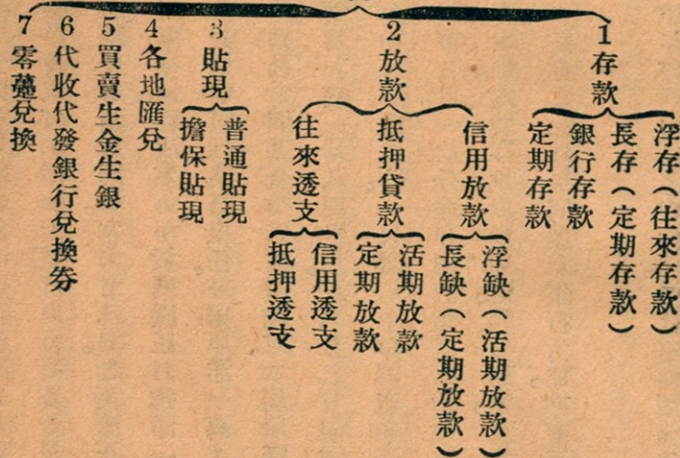 1存款
浮存（往來存款）
長存（定期存款）
銀行存款
定期存款
2放款
信用放款
浮缺（活期放款）
長缺（定期放款）
抵押貸款
活期放款
定期放款
往來透支
信用透支
抵押透支
3貼現
普通貼現
擔保貼現
4各地匯兌
5買賣生金生銀
6代收代發銀行兌換券
7零躉兌換